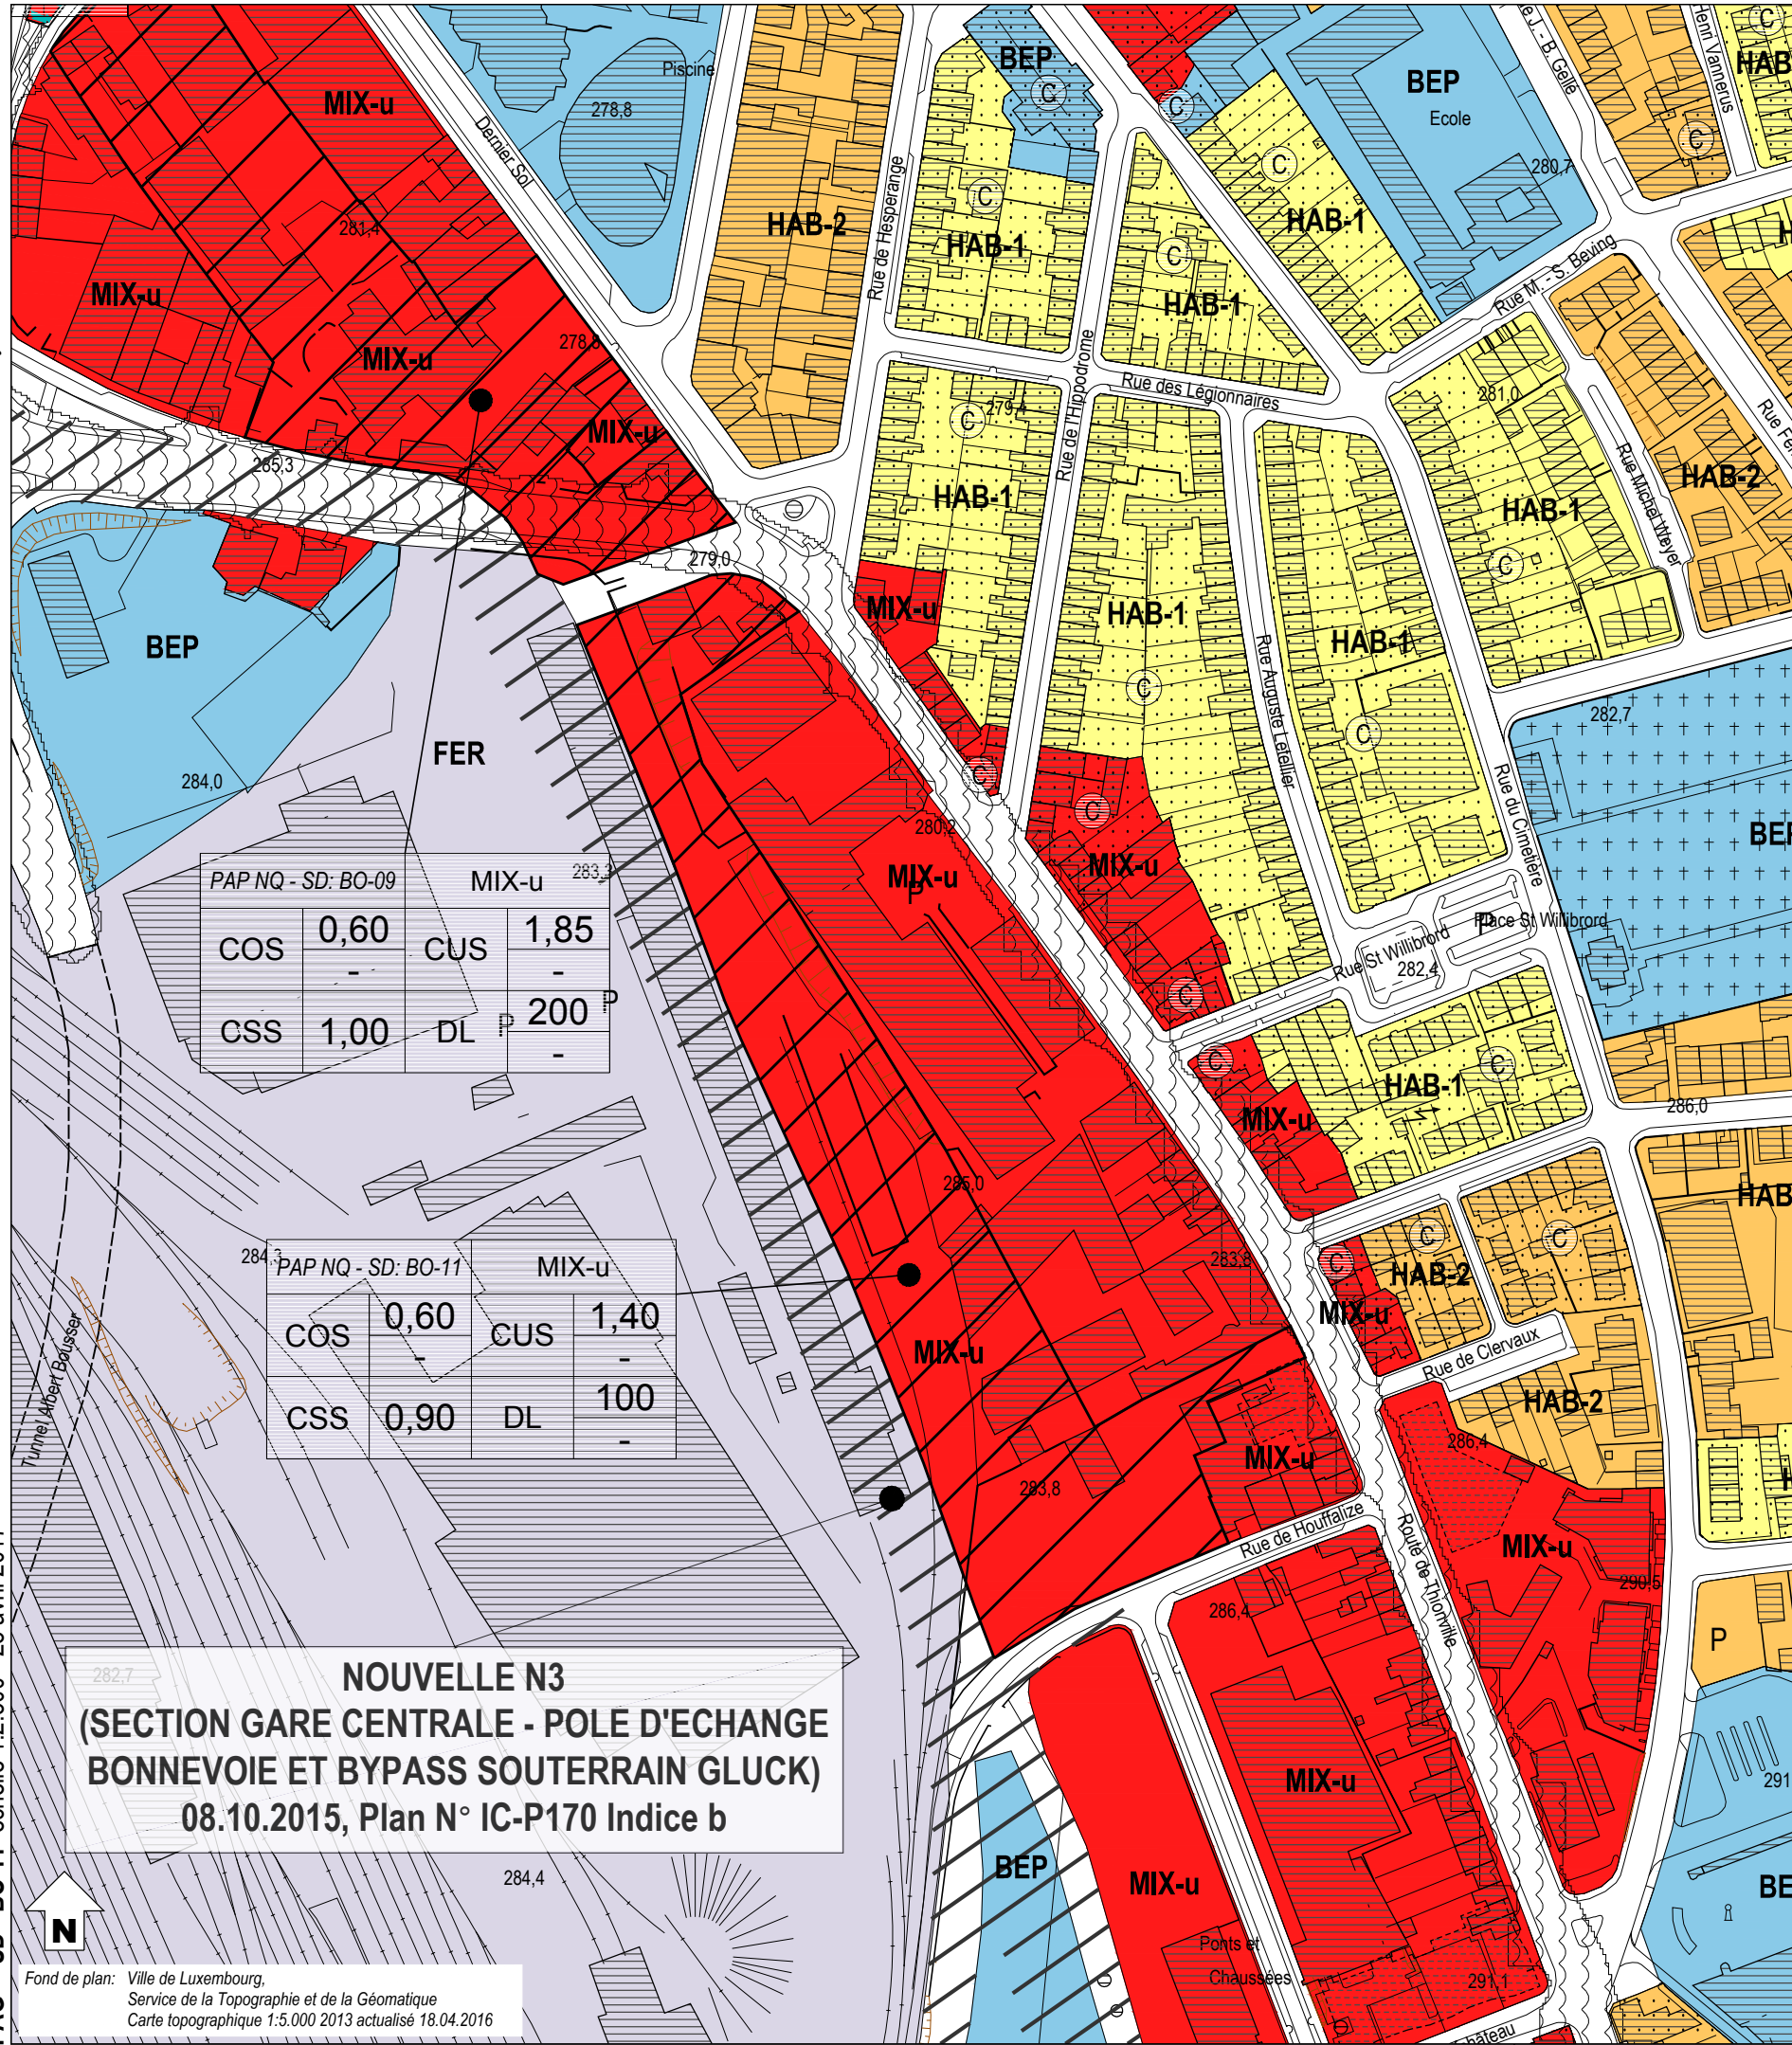 BEP
Henri Vannerus
HAB
C
Piscine
MIX-u
278,8
Dernier Sol
BEP
Ecole
C
C
C
280,7
281,4
HAB-2
Rue de Hesperange
C
HAB-1
C
HAB-1
C
HAB-1
Rue M. - S. Beving
MIX-u
MIX-u
278,8
MIX-u
Rue de l'Hippodrome
Rue des Légionnaires
C
279,4
281,0
285,3
HAB-1
HAB-1
Rue Michel Weyer
HAB-2
C
279,0
MIX-u
HAB-1
Rue Auguste Letellier
HAB-1
BEP
C
C
282,7
FER
284,0
C
C
280,2
Rue du Cimetière
MIX-u
MIX-u
P
PAP NQ - SD: BO-09 MIX-u
283,3
COS 0,60 CUS 1,85
- -
CSS 1,00 DL 200
-
P
P
Place St Willibrord
P
Rue St Willibrord
282,4
C
C
C
HAB-1
MIX-u
286,0
285,0
283,8
C
C
C
HAB-2
MIX-u
Rue de Clervaux
HAB-2
PAP NQ - SD: BO-11 MIX-u
COS 0,60 CUS 1,40
- -
CSS 0,90 DL 100
-
Tunnel Albert Bousser
MIX-u
286,4
MIX-u
283,8
Rue de Houffalize
Route de Thionville
MIX-u
290,5
286,4
P
282,7
NOUVELLE N3
(SECTION GARE CENTRALE - POLE D'ECHANGE
BONNEVOIE ET BYPASS SOUTERRAIN GLUCK)
08.10.2015, Plan N° IC-P170 Indice b
MIX-u
284,4
BEP
MIX-u
N
Ponts et
Chaussées
291,1
Fond de plan: Ville de Luxembourg,
Service de la Topographie et de la Géomatique
Carte topographique 1:5.000 2013 actualisé 18.04.2016